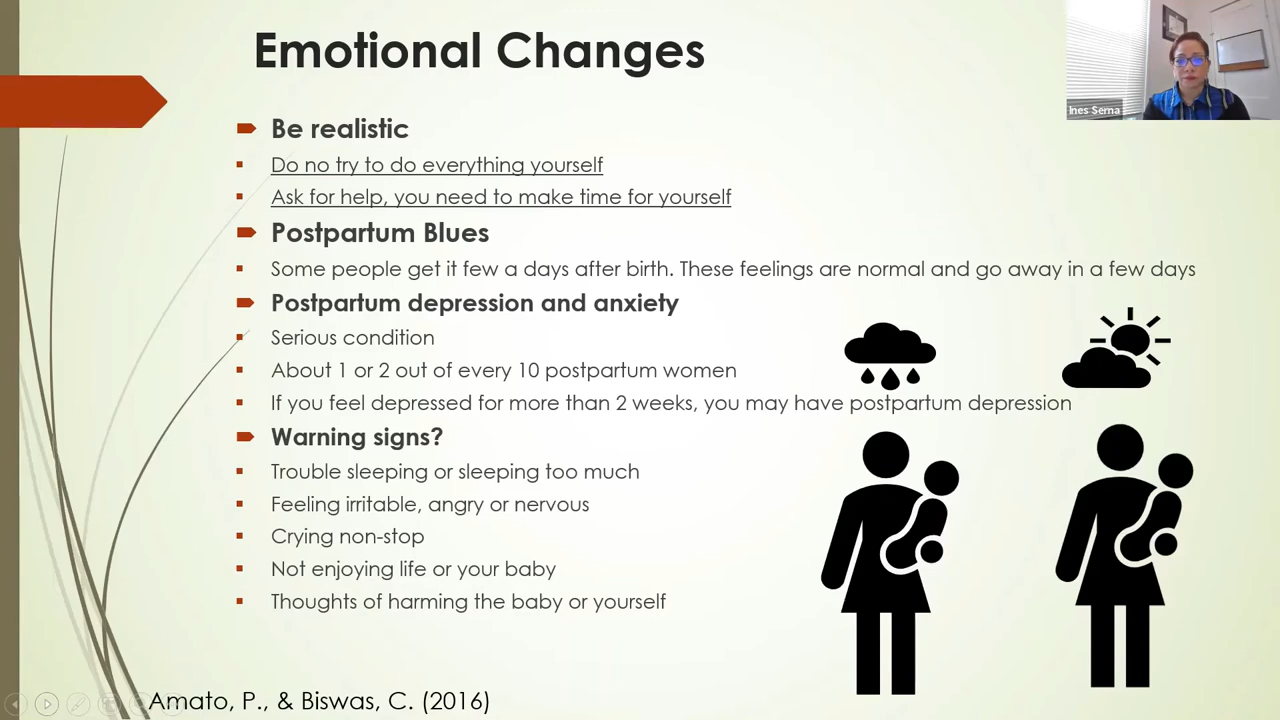 Emotional Changes
Ines Serna
Be realistic
Do no try to do everything yourself
Ask for help, you need to make time for yourself
Postpartum Blues
Some people get it few a days after birth. These feelings are normal and go away in a few days
Postpartum depression and anxiety
Serious condition
About 1 or 2 out of every 10 postpartum women
If you feel depressed for more than 2 weeks, you may have postpartum depression
Warning signs?
Trouble sleeping or sleeping too much
Feeling irritable, angry or nervous
Crying non-stop
Not enjoying life or your baby
Thoughts of harming the baby or yourself
Amato, P., & Biswas, C. (2016)